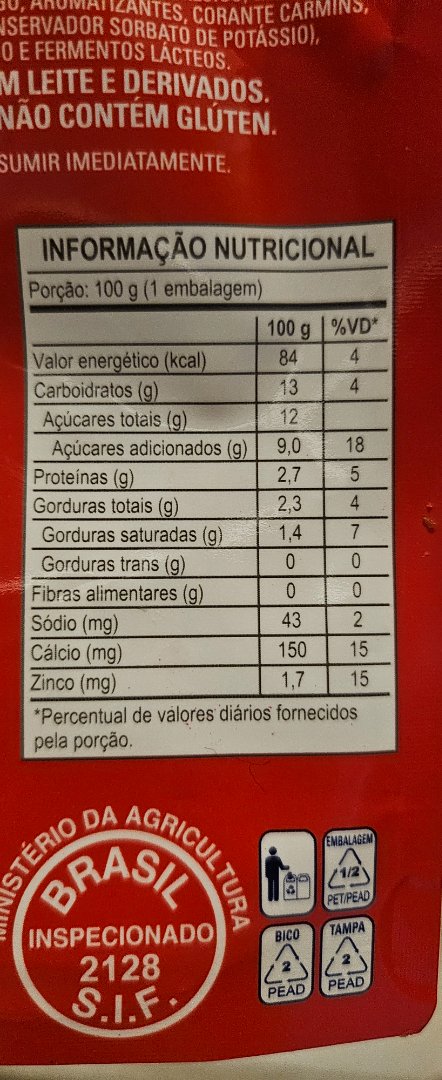 AROMATIZANTES, CORANTE CARMINS,
NSERVADOR SORBATO DE POTÁSSIO),
O E FERMENTOS LÁCTEOS.
M LEITE E DERIVADOS.
NÃO CONTÉM GLÚTEN.
SUMIR IMEDIATAMENTE.
INFORMAÇÃO NUTRICIONAL
Porção: 100 g (1 embalagem)
100 g %VD*
Valor energético (kcal) 84 4
Carboidratos (g) 13 4
Açúcares totais (g) 12
Açúcares adicionados (g) 9,0 18
Proteínas (g) 2,7 5
Gorduras totais (g) 2,3 4
Gorduras saturadas (g) 1,4 7
Gorduras trans (g) 0 0
Fibras alimentares (g) 0 0
Sódio (mg) 43 2
Cálcio (mg) 150 15
Zinco (mg) 1,7 15
*Percentual de valores diários fornecidos
pela porção.
MINISTÉRIO DA AGRICULTURA
BRASIL
INSPECIONADO
2128
S.I.F.
EMBALAGEM
1/2
PET/PEAD
BICO
2
PEAD
TAMPA
2
PEAD